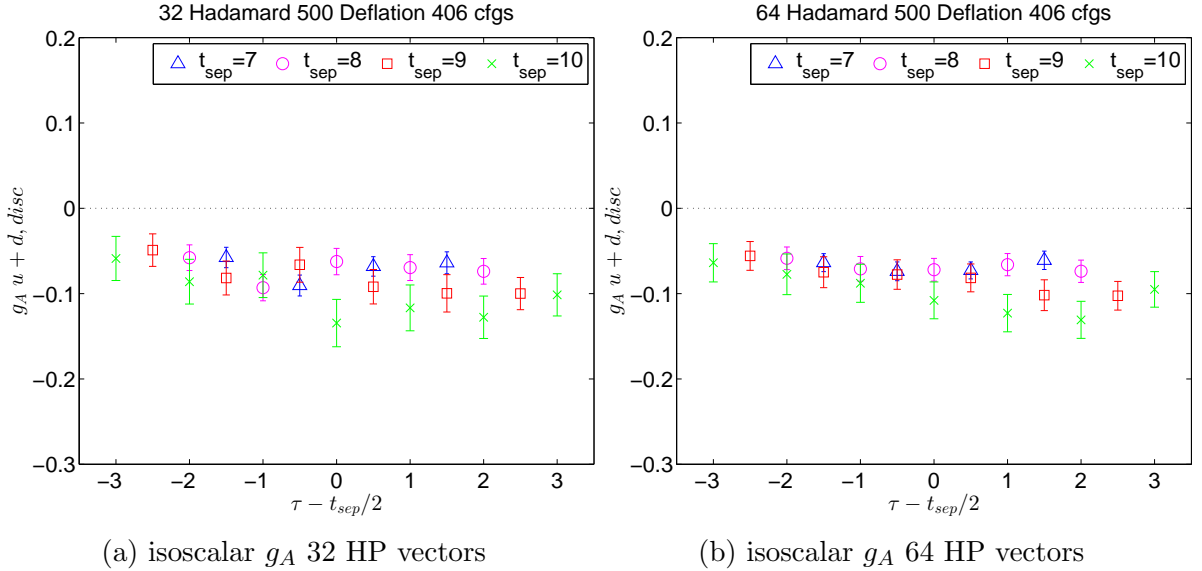 32 Hadamard 500 Deflation 406 cfgs
t_sep=7 t_sep=8 t_sep=9 t_sep=10
0.2
0.1
0
−0.1
−0.2
−0.3
g_A u + d, disc
−3 −2 −1 0 1 2 3
τ − t_sep/2
(a) isoscalar g_A 32 HP vectors
64 Hadamard 500 Deflation 406 cfgs
t_sep=7 t_sep=8 t_sep=9 t_sep=10
0.2
0.1
0
−0.1
−0.2
−0.3
g_A u + d, disc
−3 −2 −1 0 1 2 3
τ − t_sep/2
(b) isoscalar g_A 64 HP vectors